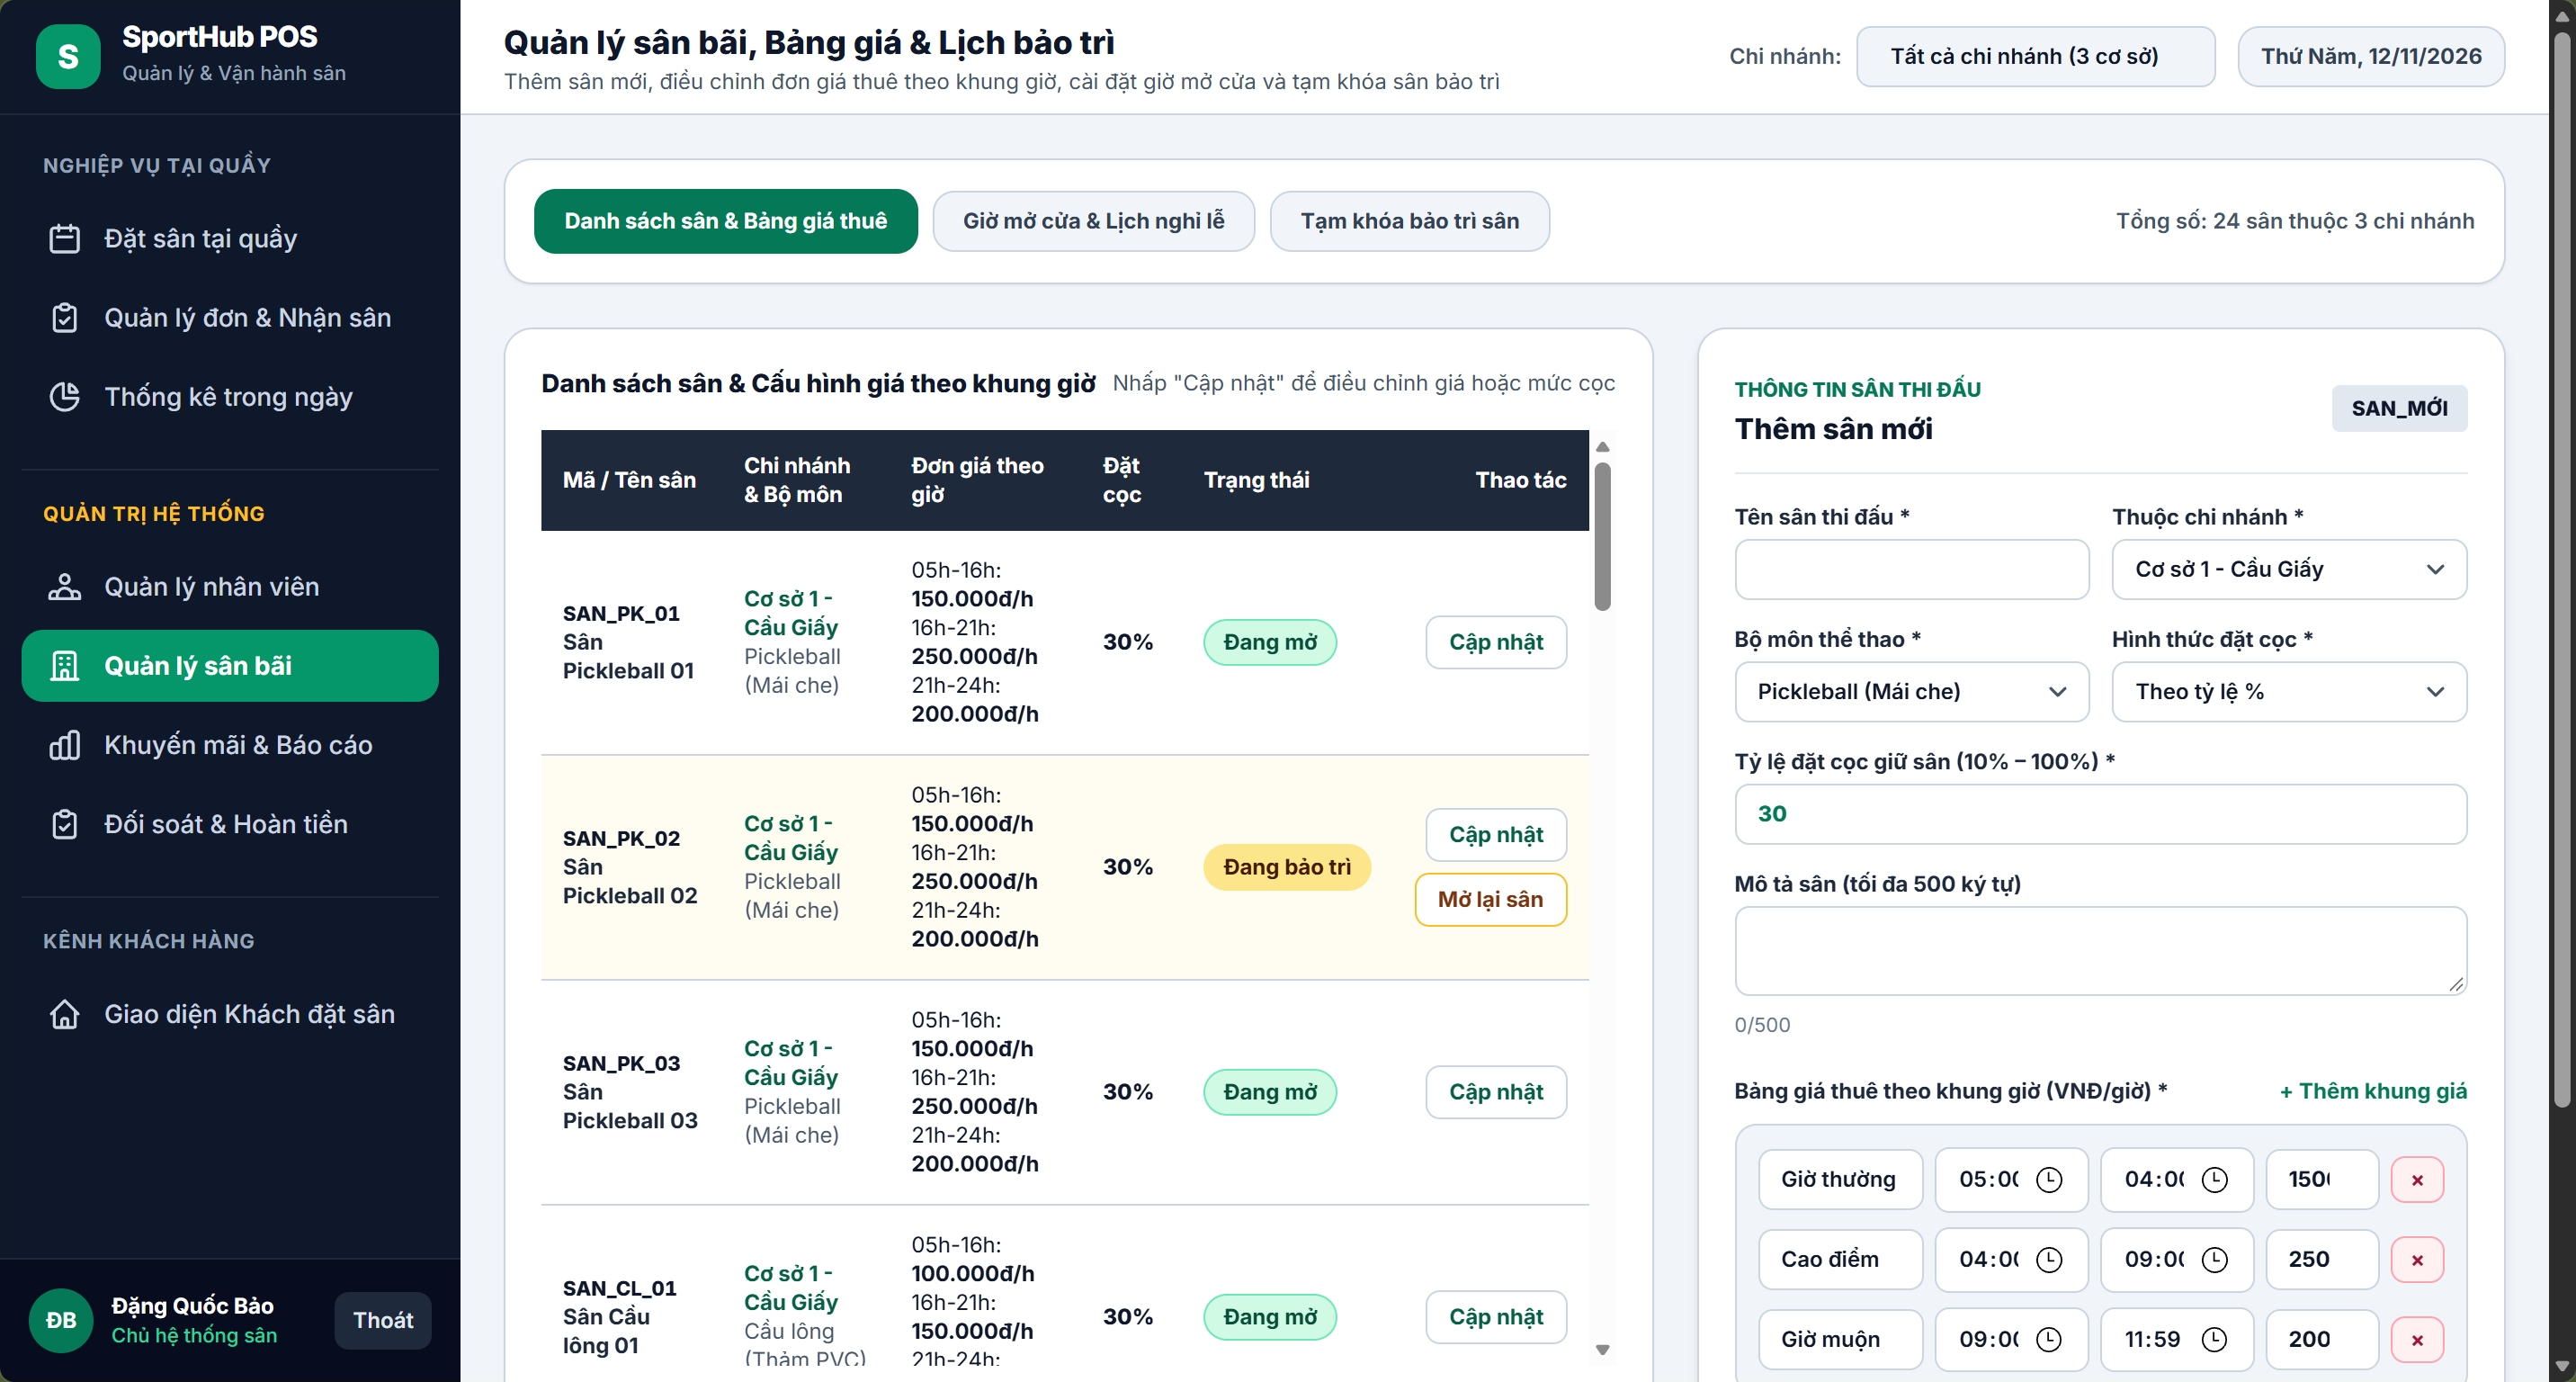 S
SportHub POS
Quản lý & Vận hành sân
NGHIỆP VỤ TẠI QUẦY
Đặt sân tại quầy
Quản lý đơn & Nhận sân
Thống kê trong ngày
QUẢN TRỊ HỆ THỐNG
Quản lý nhân viên
Quản lý sân bãi
Khuyến mãi & Báo cáo
Đối soát & Hoàn tiền
KÊNH KHÁCH HÀNG
Giao diện Khách đặt sân
ĐB
Đặng Quốc Bảo
Chủ hệ thống sân
Thoát
Quản lý sân bãi, Bảng giá & Lịch bảo trì
Thêm sân mới, điều chỉnh đơn giá thuê theo khung giờ, cài đặt giờ mở cửa và tạm khóa sân bảo trì
Chi nhánh:
Tất cả chi nhánh (3 cơ sở)
Thứ Năm, 12/11/2026
Danh sách sân & Bảng giá thuê
Giờ mở cửa & Lịch nghỉ lễ
Tạm khóa bảo trì sân
Tổng số: 24 sân thuộc 3 chi nhánh
Danh sách sân & Cấu hình giá theo khung giờ
Nhấp "Cập nhật" để điều chỉnh giá hoặc mức cọc
Mã / Tên sân
Chi nhánh
& Bộ môn
Đơn giá theo
giờ
Đặt
cọc
Trạng thái
Thao tác
SAN_PK_01
Sân
Pickleball 01
Cơ sở 1 -
Cầu Giấy
Pickleball
(Mái che)
05h-16h:
150.000đ/h
16h-21h:
250.000đ/h
21h-24h:
200.000đ/h
30%
Đang mở
Cập nhật
SAN_PK_02
Sân
Pickleball 02
Cơ sở 1 -
Cầu Giấy
Pickleball
(Mái che)
05h-16h:
150.000đ/h
16h-21h:
250.000đ/h
21h-24h:
200.000đ/h
30%
Đang bảo trì
Cập nhật
Mở lại sân
SAN_PK_03
Sân
Pickleball 03
Cơ sở 1 -
Cầu Giấy
Pickleball
(Mái che)
05h-16h:
150.000đ/h
16h-21h:
250.000đ/h
21h-24h:
200.000đ/h
30%
Đang mở
Cập nhật
SAN_CL_01
Sân Cầu
lông 01
Cơ sở 1 -
Cầu Giấy
Cầu lông
(Thảm PVC)
05h-16h:
100.000đ/h
16h-21h:
150.000đ/h
21h-24h:
30%
Đang mở
Cập nhật
THÔNG TIN SÂN THI ĐẤU
Thêm sân mới
SAN_MỚI
Tên sân thi đấu *
Thuộc chi nhánh *
Cơ sở 1 - Cầu Giấy
Bộ môn thể thao *
Hình thức đặt cọc *
Pickleball (Mái che)
Theo tỷ lệ %
Tỷ lệ đặt cọc giữ sân (10% – 100%) *
30
Mô tả sân (tối đa 500 ký tự)
0/500
Bảng giá thuê theo khung giờ (VNĐ/giờ) *
+ Thêm khung giá
Giờ thường 05:00 04:00 1500 ×
Cao điểm 04:00 09:00 250 ×
Giờ muộn 09:00 11:59 200 ×